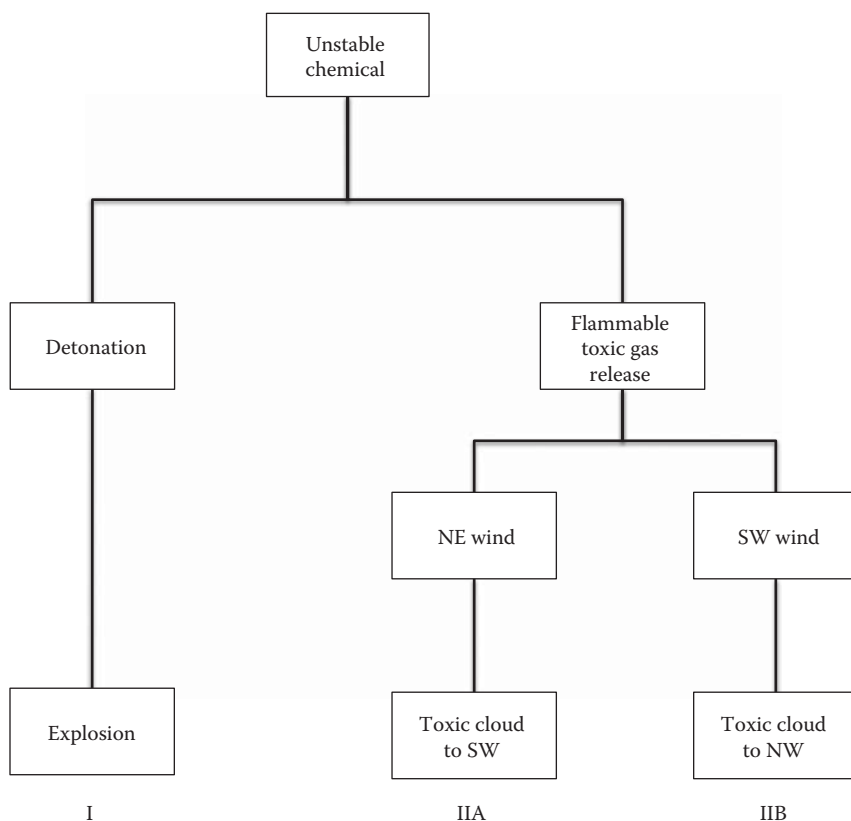 Unstable
chemical
Detonation
Flammable
toxic gas
release
NE wind
SW wind
Explosion
Toxic cloud
to SW
Toxic cloud
to NW
I
IIA
IIB